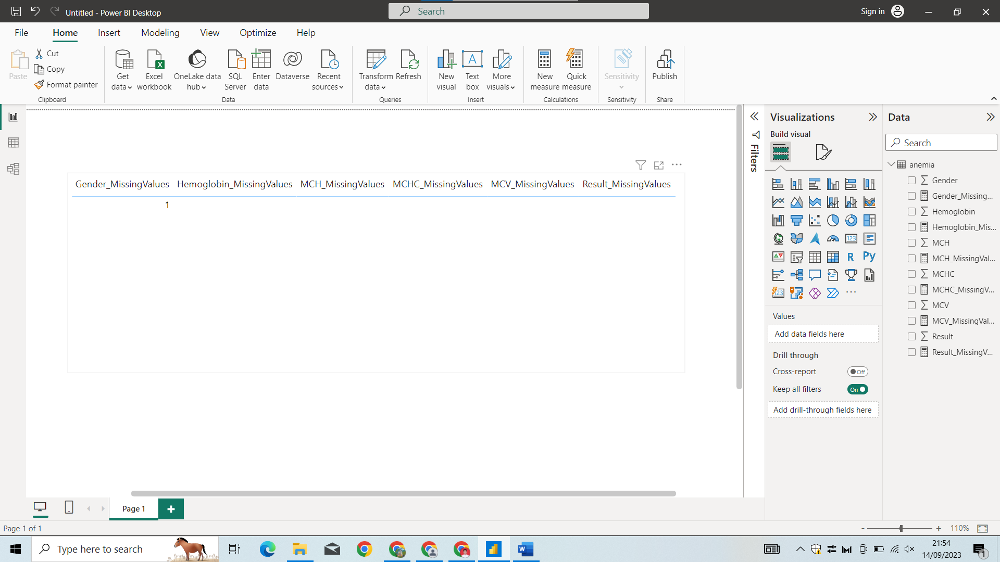 Untitled - Power BI Desktop
Search
Sign in
File Home Insert Modeling View Optimize Help
Paste
Cut
Copy
Format painter
Clipboard
Get data
Excel workbook
OneLake data hub
SQL Server
Enter data
Dataverse
Recent sources
Data
Transform data
Refresh
Queries
New visual
Text box
More visuals
Insert
New measure
Quick measure
Calculations
Sensitivity
Sensitivity
Publish
Share
Gender_MissingValues Hemoglobin_MissingValues MCH_MissingValues MCHC_MissingValues MCV_MissingValues Result_MissingValues
1
Filters
Visualizations
Build visual
123
R
Py
123
Values
Add data fields here
Drill through
Cross-report Off
Keep all filters On
Add drill-through fields here
Data
Search
anemia
Gender
Gender_Missing...
Hemoglobin
Hemoglobin_Mis...
MCH
MCH_MissingVal...
MCHC
MCHC_MissingV...
MCV
MCV_MissingVal...
Result
Result_MissingV...
Page 1
Page 1 of 1
- + 110%
Type here to search
21:54
14/09/2023
1